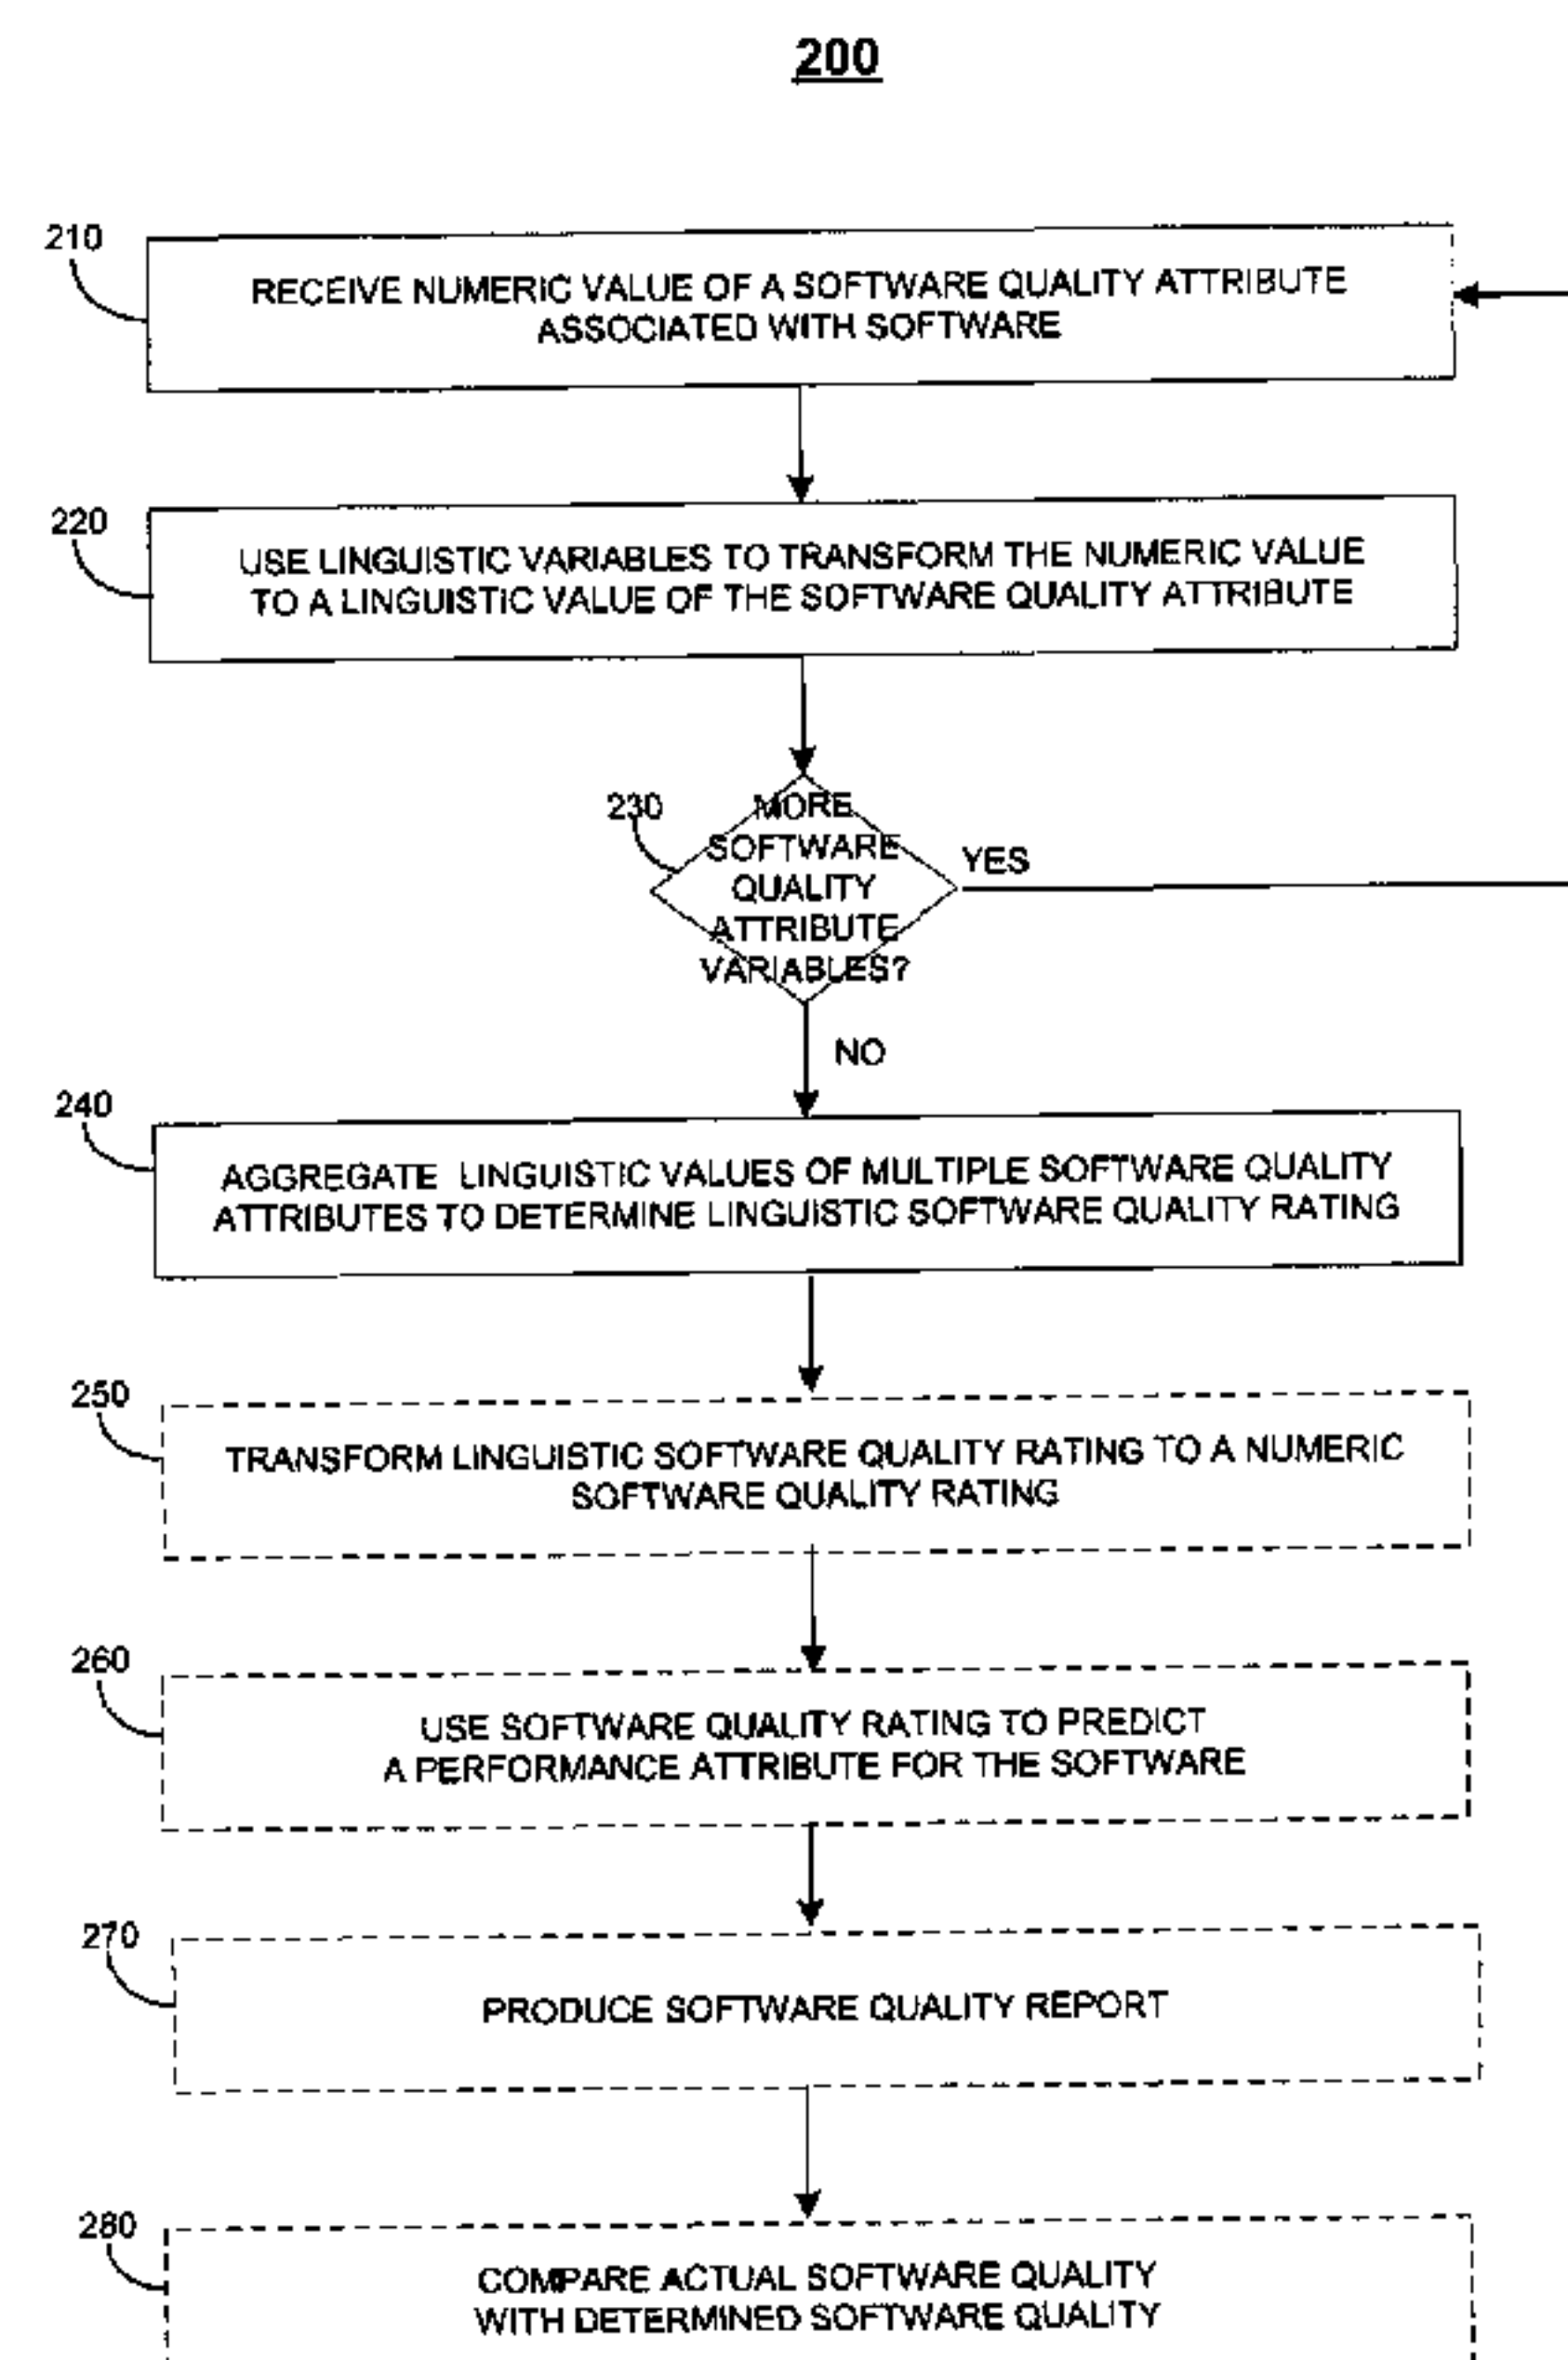 200
210
RECEIVE NUMERIC VALUE OF A SOFTWARE QUALITY ATTRIBUTE
ASSOCIATED WITH SOFTWARE
220
USE LINGUISTIC VARIABLES TO TRANSFORM THE NUMERIC VALUE
TO A LINGUISTIC VALUE OF THE SOFTWARE QUALITY ATTRIBUTE
230
MORE
SOFTWARE
QUALITY
ATTRIBUTE
VARIABLES?
YES
NO
240
AGGREGATE LINGUISTIC VALUES OF MULTIPLE SOFTWARE QUALITY
ATTRIBUTES TO DETERMINE LINGUISTIC SOFTWARE QUALITY RATING
250
TRANSFORM LINGUISTIC SOFTWARE QUALITY RATING TO A NUMERIC
SOFTWARE QUALITY RATING
260
USE SOFTWARE QUALITY RATING TO PREDICT
A PERFORMANCE ATTRIBUTE FOR THE SOFTWARE
270
PRODUCE SOFTWARE QUALITY REPORT
280
COMPARE ACTUAL SOFTWARE QUALITY
WITH DETERMINED SOFTWARE QUALITY